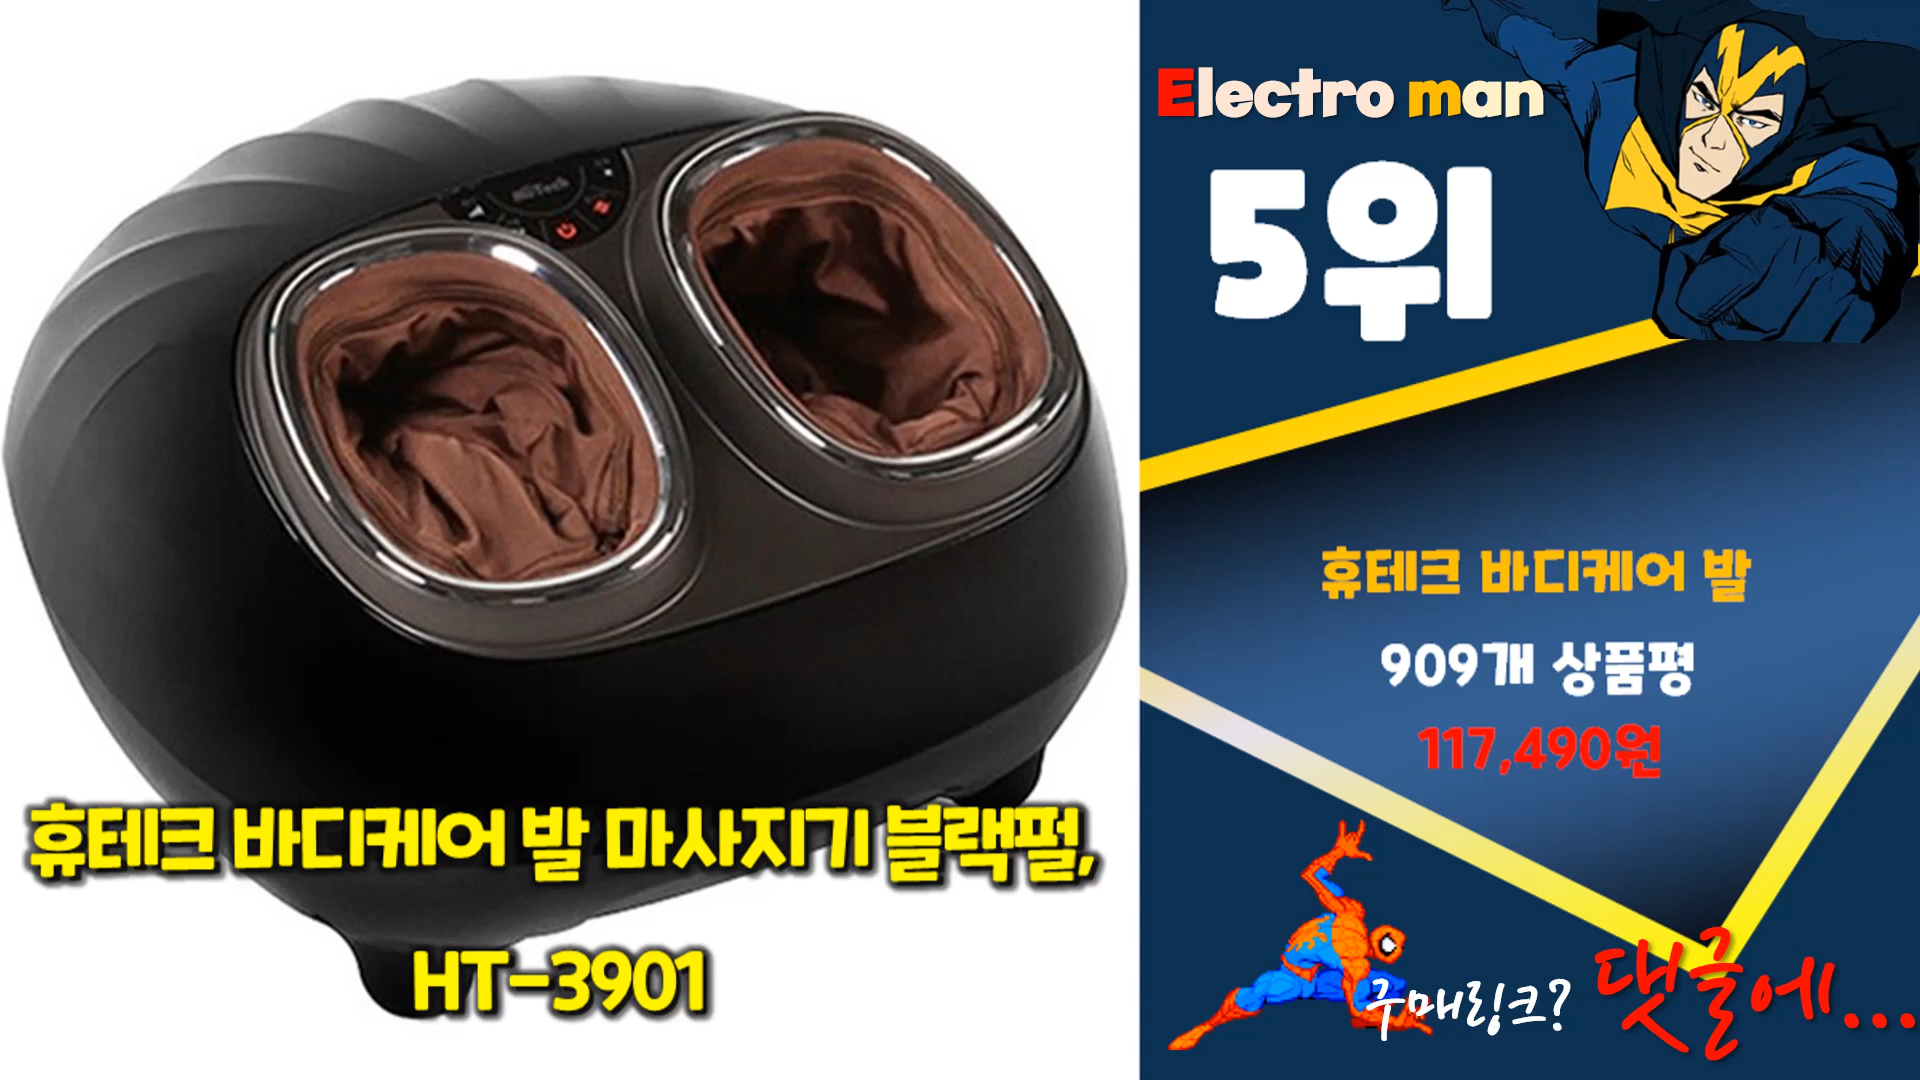 Electro man
5위
휴테크 바디케어 발
909개 상품평
117,490원
휴테크 바디케어 발 마사지기 블랙펄,
HT-3901
구매링크? 댓글에...